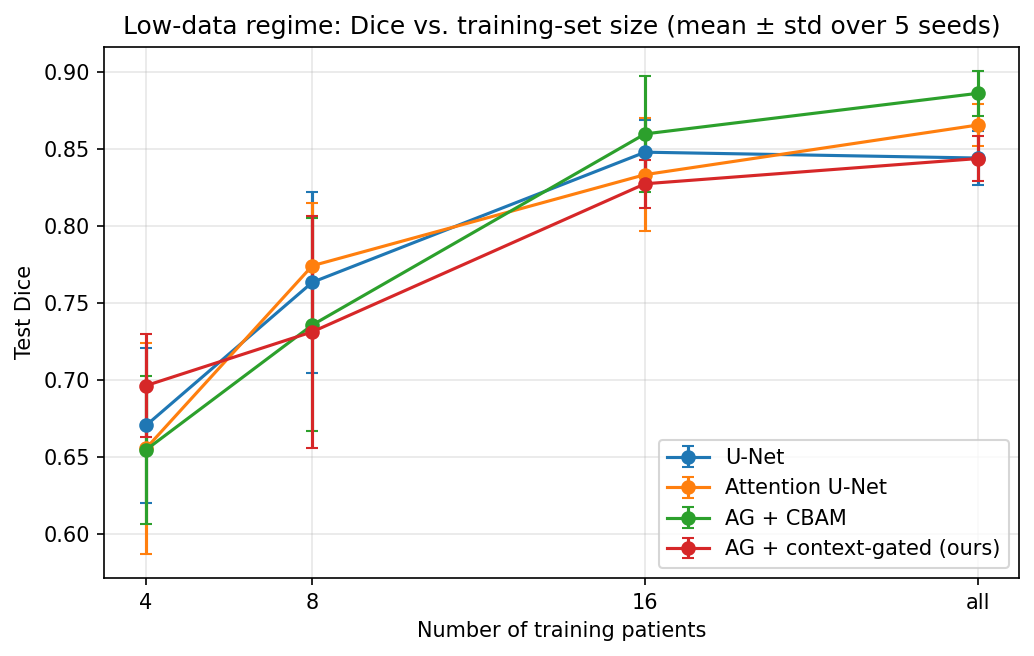 Low-data regime: Dice vs. training-set size (mean ± std over 5 seeds)
Test Dice
0.90
0.85
0.80
0.75
0.70
0.65
0.60
U-Net
Attention U-Net
AG + CBAM
AG + context-gated (ours)
4
8
16
all
Number of training patients